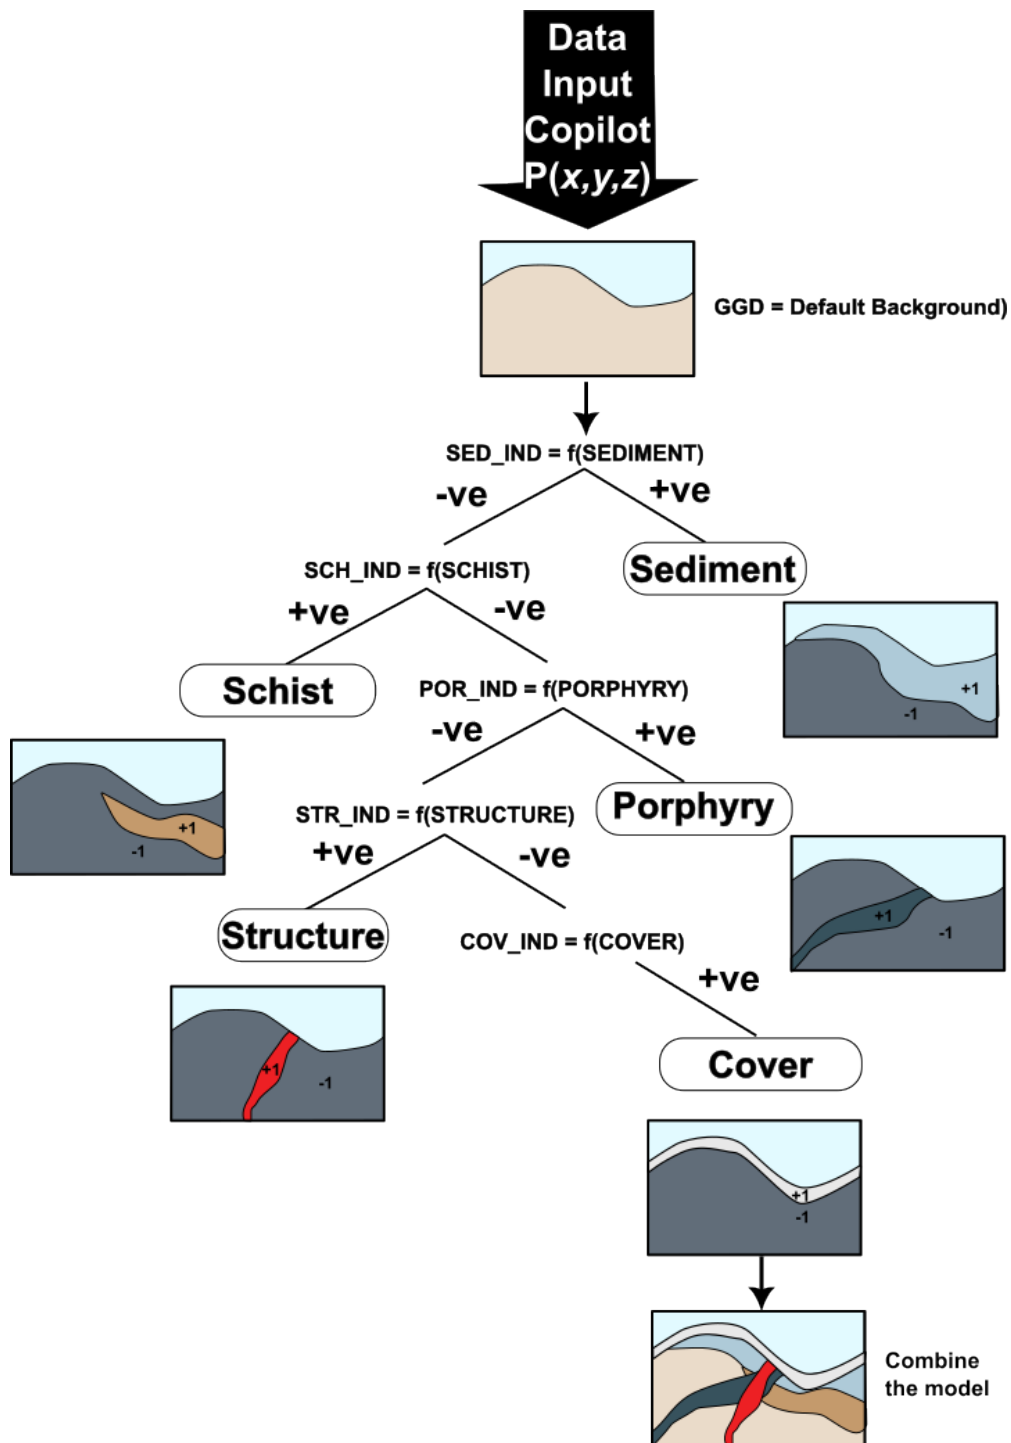 Data
Input
Copilot
P(x,y,z)
GGD = Default Background)
SED_IND = f(SEDIMENT)
-ve
+ve
SCH_IND = f(SCHIST)
Sediment
+ve
-ve
Schist
POR_IND = f(PORPHYRY)
+1
-1
-ve
+ve
STR_IND = f(STRUCTURE)
Porphyry
+1
-1
+ve
-ve
Structure
COV_IND = f(COVER)
+1
-1
+ve
Cover
+1
-1
+1
-1
Combine
the model